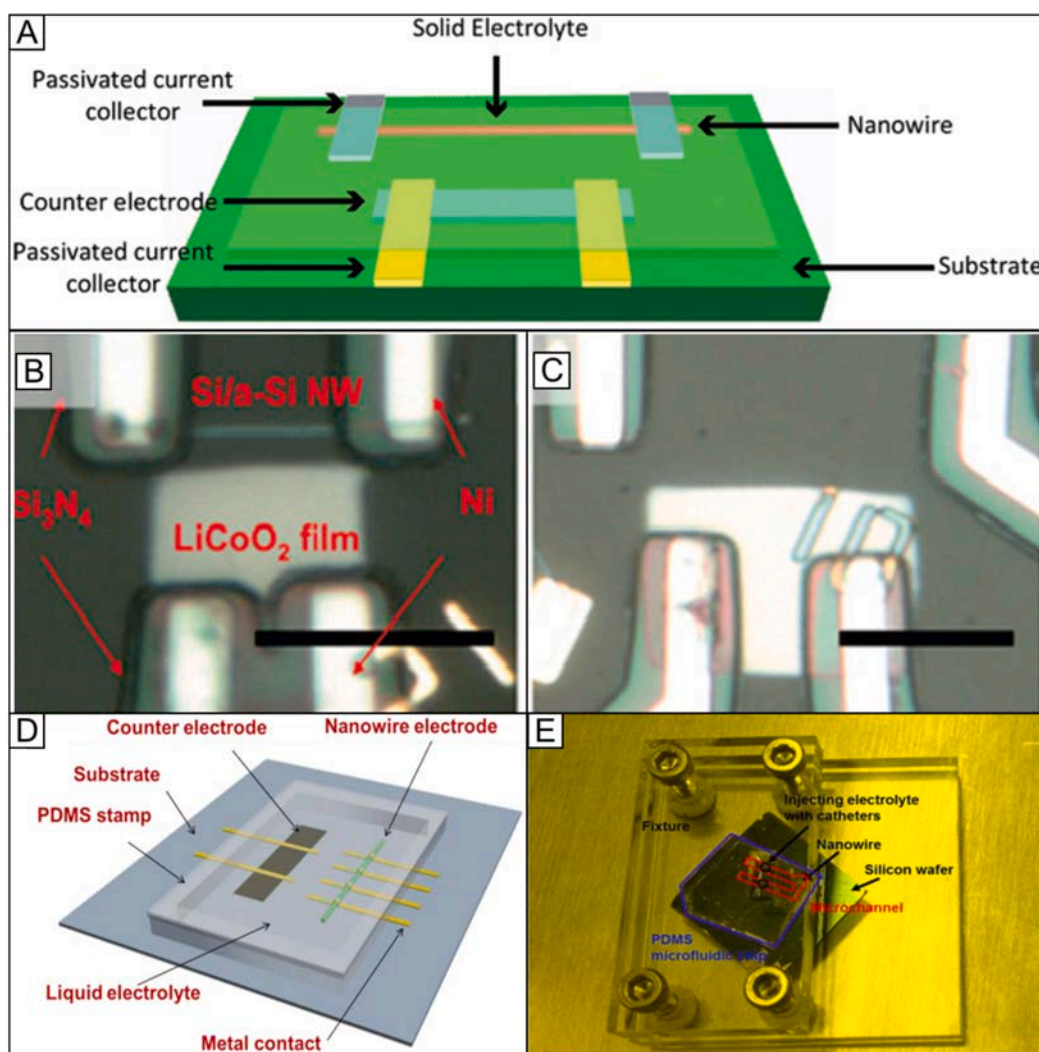 A
Solid Electrolyte
Passivated current
collector
Nanowire
Counter electrode
Passivated current
collector
Substrate
B
Si/a-Si NW
Si₃N₄
Ni
LiCoO₂ film
C
D
Counter electrode
Nanowire electrode
Substrate
PDMS stamp
Liquid electrolyte
Metal contact
E
Injecting electrolyte
with catheters
Fixture
Nanowire
Silicon wafer
Microchannel
PDMS
microfluidic chip